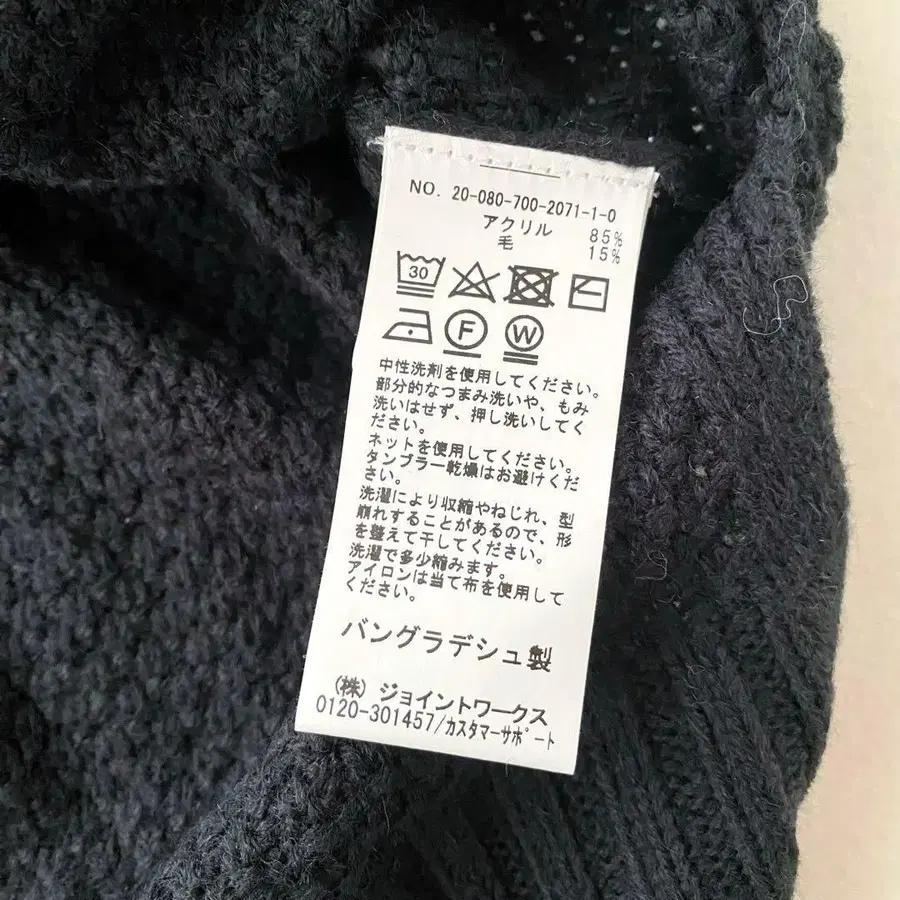 NO. 20-080-700-2071-1-0
アクリル 85%
毛 15%
30
F W
中性洗剤を使用してください。
部分的なつまみ洗いや、もみ
洗いはせず、押し洗いしてく
ださい。
ネットを使用してください。
タンブラー乾燥はお避けくだ
さい。
洗濯により収縮やねじれ、型
崩れすることがあるので、形
を整えて干してください。
洗濯で多少縮みます。
アイロンは当て布を使用して
ください。
バングラデシュ製
(株) ジョイントワークス
0120-301457/カスタマーサポート